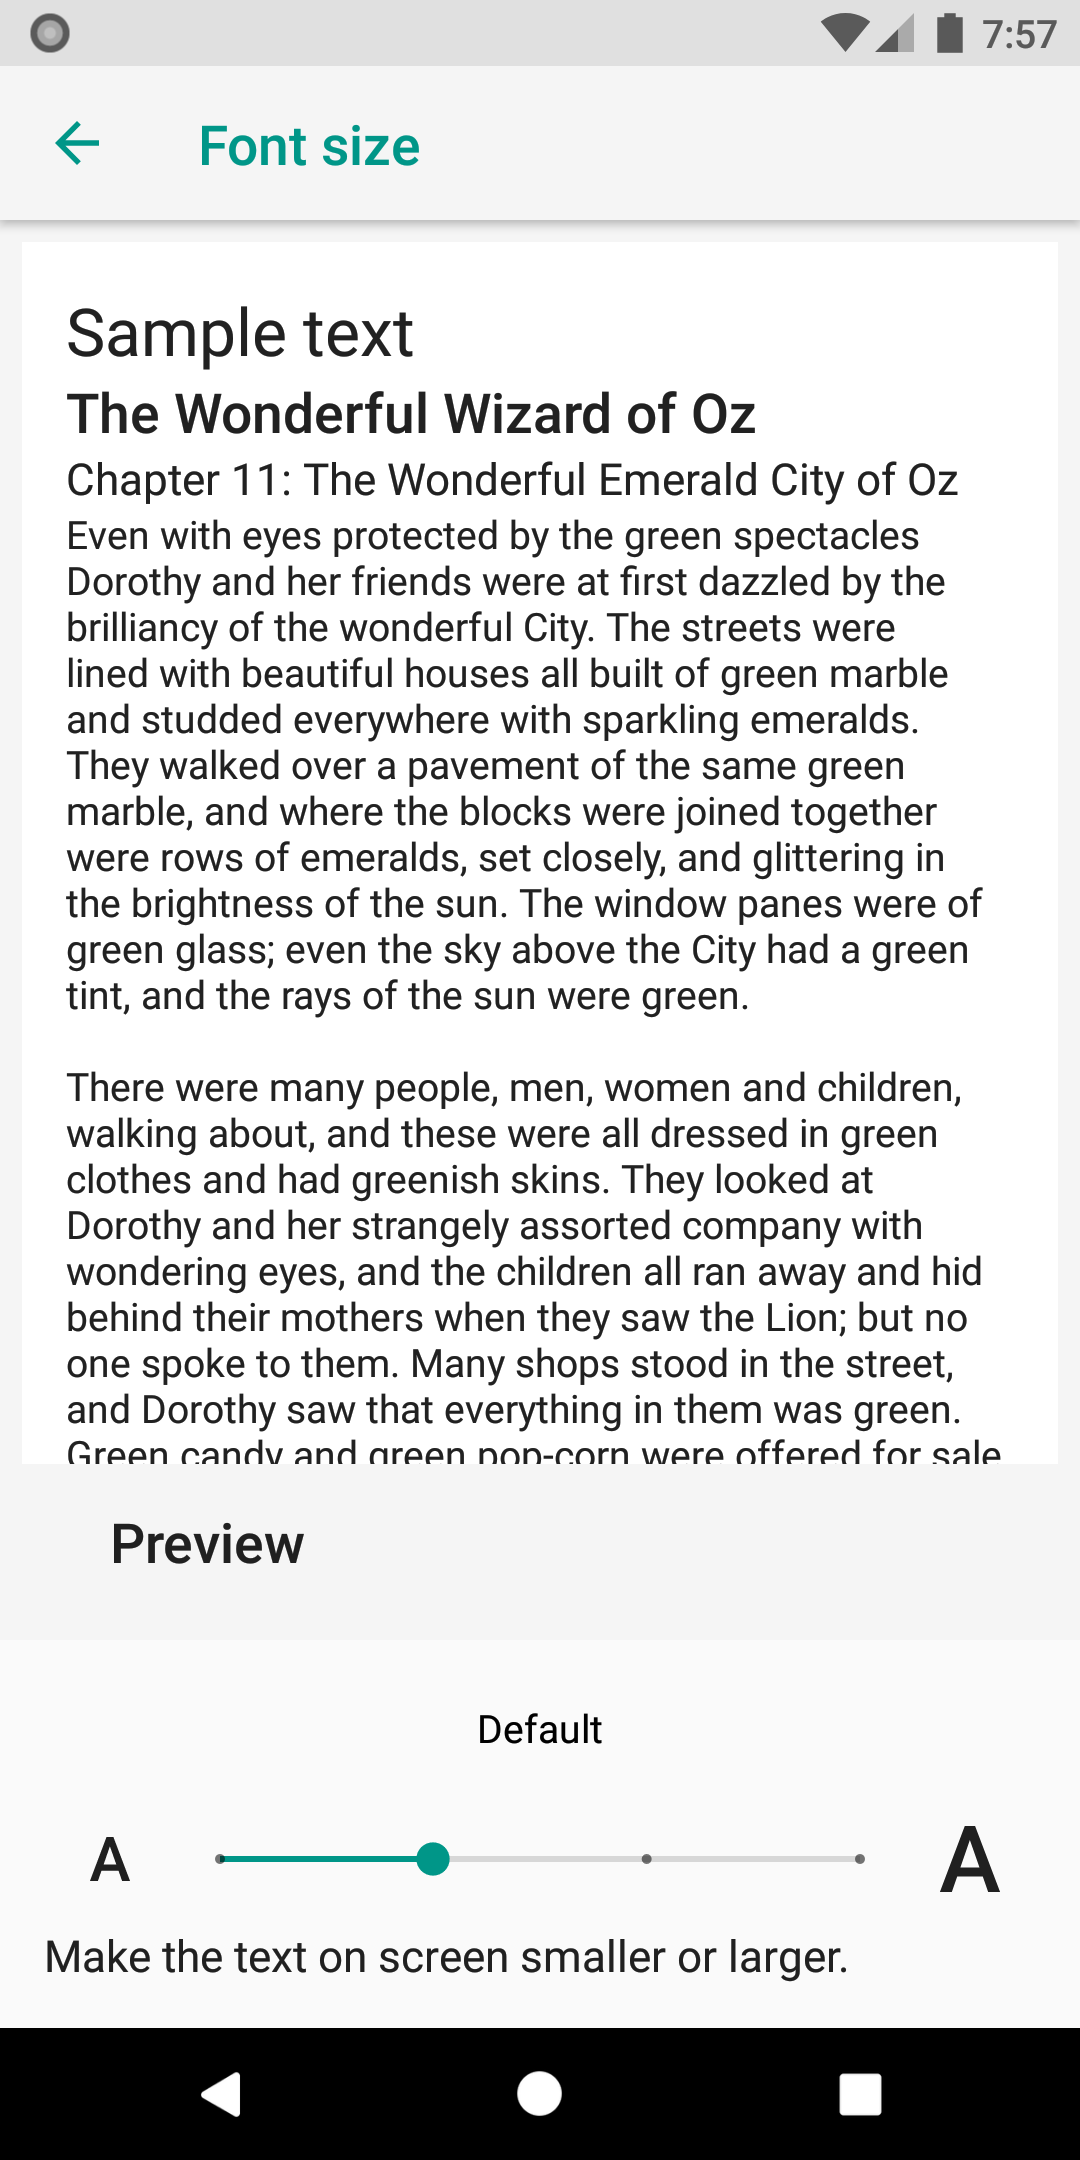 7:57
Font size
Sample text
The Wonderful Wizard of Oz
Chapter 11: The Wonderful Emerald City of Oz
Even with eyes protected by the green spectacles
Dorothy and her friends were at first dazzled by the
brilliancy of the wonderful City. The streets were
lined with beautiful houses all built of green marble
and studded everywhere with sparkling emeralds.
They walked over a pavement of the same green
marble, and where the blocks were joined together
were rows of emeralds, set closely, and glittering in
the brightness of the sun. The window panes were of
green glass; even the sky above the City had a green
tint, and the rays of the sun were green.
There were many people, men, women and children,
walking about, and these were all dressed in green
clothes and had greenish skins. They looked at
Dorothy and her strangely assorted company with
wondering eyes, and the children all ran away and hid
behind their mothers when they saw the Lion; but no
one spoke to them. Many shops stood in the street,
and Dorothy saw that everything in them was green.
Green candy and green pop-corn were offered for sale
Preview
Default
A A
Make the text on screen smaller or larger.